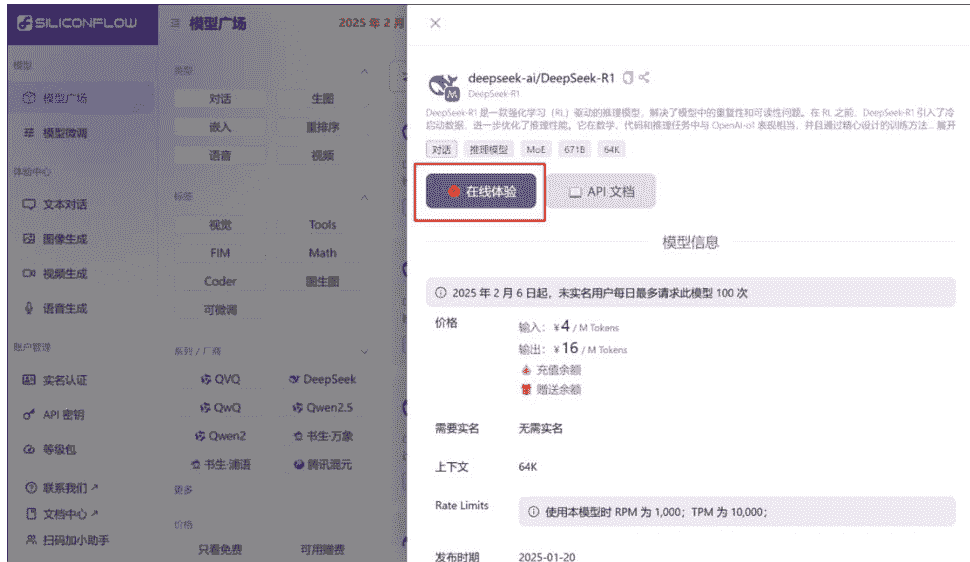 SILICONFLOW
模型
模型广场
模型微调
体验中心
文本对话
图像生成
视频生成
语音生成
账户管理
实名认证
API 密钥
等级包
联系我们
文档中心
扫码加小助手
模型广场
2025 年 2 月
类型
对话 生图
嵌入 重排序
语音 视频
标签
视觉 Tools
FIM Math
Coder 图生图
可微调
系列 / 厂商
QVQ DeepSeek
QwQ Qwen2.5
Qwen2 书生·万象
书生·浦语 腾讯混元
更多
价格
只看免费 可用赠费
deepseek-ai/DeepSeek-R1
DeepSeek-R1
DeepSeek-R1 是一款强化学习（RL）驱动的推理模型，解决了模型中的重复性和可读性问题。在 RL 之前，DeepSeek-R1 引入了冷
启动数据，进一步优化了推理性能。它在数学、代码和推理任务中与 OpenAI-o1 表现相当，并且通过精心设计的训练方法... 展开
对话 推理模型 MoE 671B 64K
在线体验 API 文档
模型信息
2025 年 2 月 6 日起，未实名用户每日最多请求此模型 100 次
价格 输入：¥ 4 / M Tokens
输出：¥ 16 / M Tokens
充值余额
赠送余额
需要实名 无需实名
上下文 64K
Rate Limits 使用本模型时 RPM 为 1,000；TPM 为 10,000；
发布时期 2025-01-20